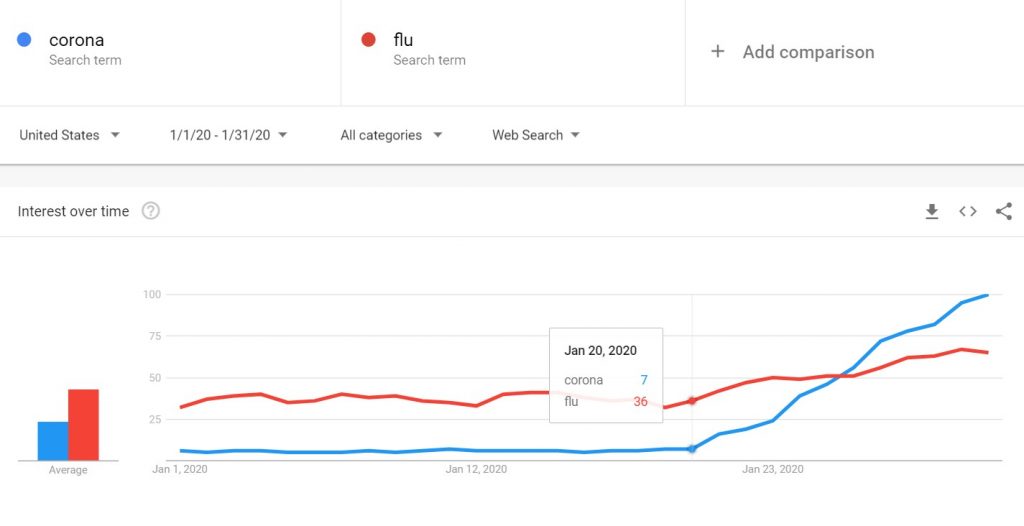 corona
Search term
flu
Search term
+ Add comparison
United States
1/1/20 - 1/31/20
All categories
Web Search
Interest over time ?
100
75
50
25
Jan 20, 2020
corona 7
flu 36
Average
Jan 1, 2020
Jan 12, 2020
Jan 23, 2020